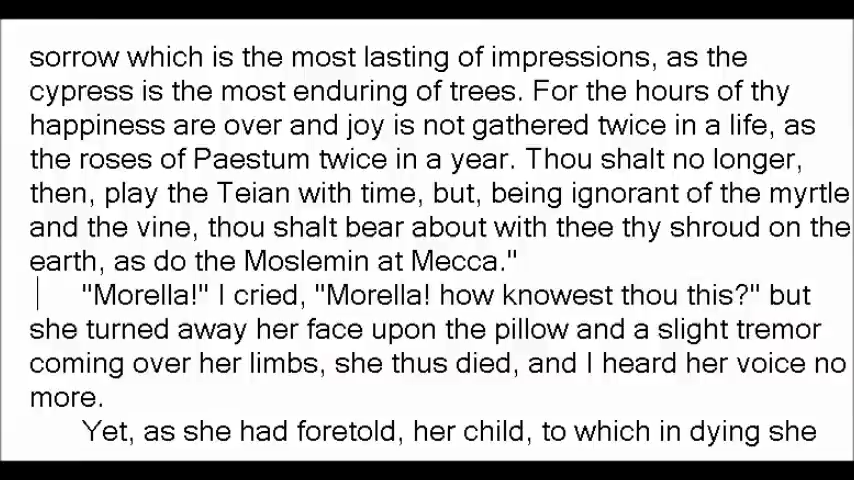 sorrow which is the most lasting of impressions, as the
cypress is the most enduring of trees. For the hours of thy
happiness are over and joy is not gathered twice in a life, as
the roses of Paestum twice in a year. Thou shalt no longer,
then, play the Teian with time, but, being ignorant of the myrtle
and the vine, thou shalt bear about with thee thy shroud on the
earth, as do the Moslemin at Mecca."
"Morella!" I cried, "Morella! how knowest thou this?" but
she turned away her face upon the pillow and a slight tremor
coming over her limbs, she thus died, and I heard her voice no
more.
Yet, as she had foretold, her child, to which in dying she